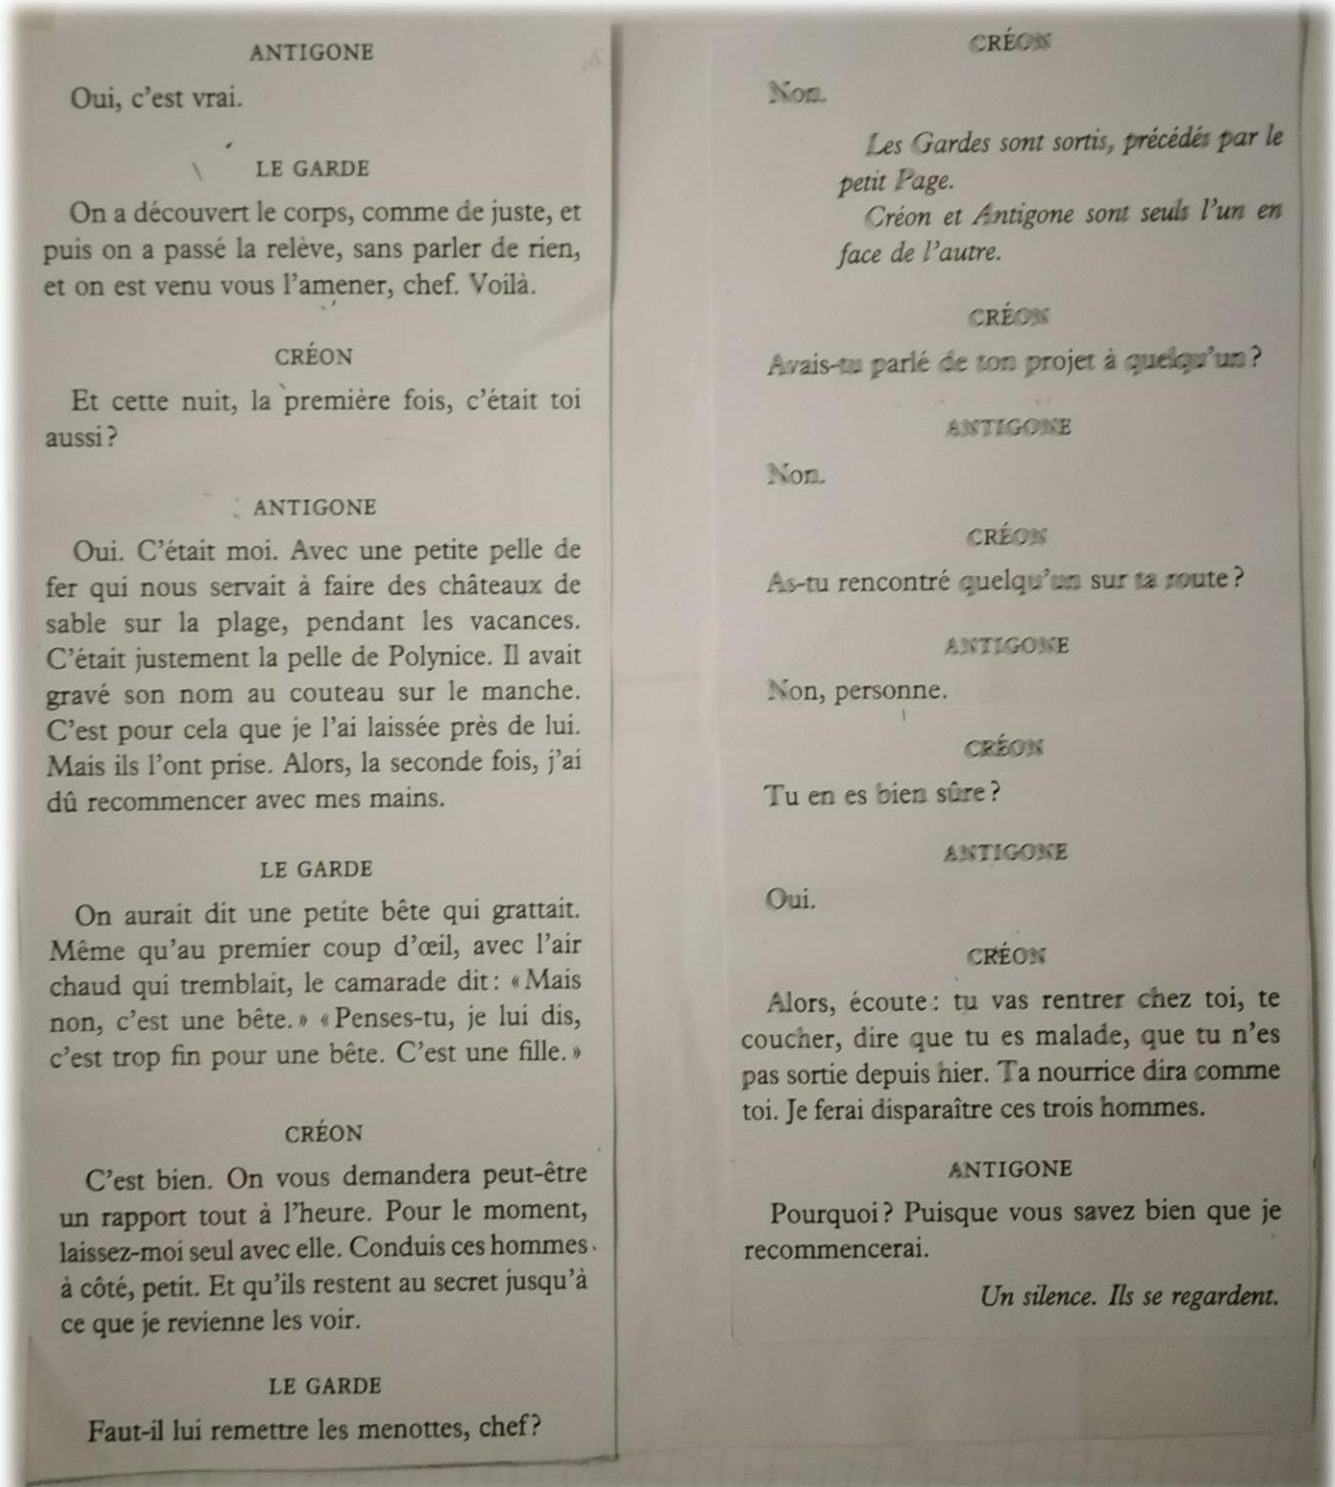 ANTIGONE
Oui, c’est vrai.
LE GARDE
On a découvert le corps, comme de juste, et
puis on a passé la relève, sans parler de rien,
et on est venu vous l’amener, chef. Voilà.
CRÉON
Et cette nuit, la première fois, c’était toi
aussi ?
ANTIGONE
Oui. C’était moi. Avec une petite pelle de
fer qui nous servait à faire des châteaux de
sable sur la plage, pendant les vacances.
C’était justement la pelle de Polynice. Il avait
gravé son nom au couteau sur le manche.
C’est pour cela que je l’ai laissée près de lui.
Mais ils l’ont prise. Alors, la seconde fois, j’ai
dû recommencer avec mes mains.
LE GARDE
On aurait dit une petite bête qui grattait.
Même qu’au premier coup d’œil, avec l’air
chaud qui tremblait, le camarade dit : « Mais
non, c’est une bête. » « Penses-tu, je lui dis,
c’est trop fin pour une bête. C’est une fille. »
CRÉON
C’est bien. On vous demandera peut-être
un rapport tout à l’heure. Pour le moment,
laissez-moi seul avec elle. Conduis ces hommes
à côté, petit. Et qu’ils restent au secret jusqu’à
ce que je revienne les voir.
LE GARDE
Faut-il lui remettre les menottes, chef ?
CRÉON
Non.
Les Gardes sont sortis, précédés par le
petit Page.
Créon et Antigone sont seuls l’un en
face de l’autre.
CRÉON
Avais-tu parlé de ton projet à quelqu’un ?
ANTIGONE
Non.
CRÉON
As-tu rencontré quelqu’un sur ta route ?
ANTIGONE
Non, personne.
CRÉON
Tu en es bien sûre ?
ANTIGONE
Oui.
CRÉON
Alors, écoute : tu vas rentrer chez toi, te
coucher, dire que tu es malade, que tu n’es
pas sortie depuis hier. Ta nourrice dira comme
toi. Je ferai disparaître ces trois hommes.
ANTIGONE
Pourquoi ? Puisque vous savez bien que je
recommencerai.
Un silence. Ils se regardent.